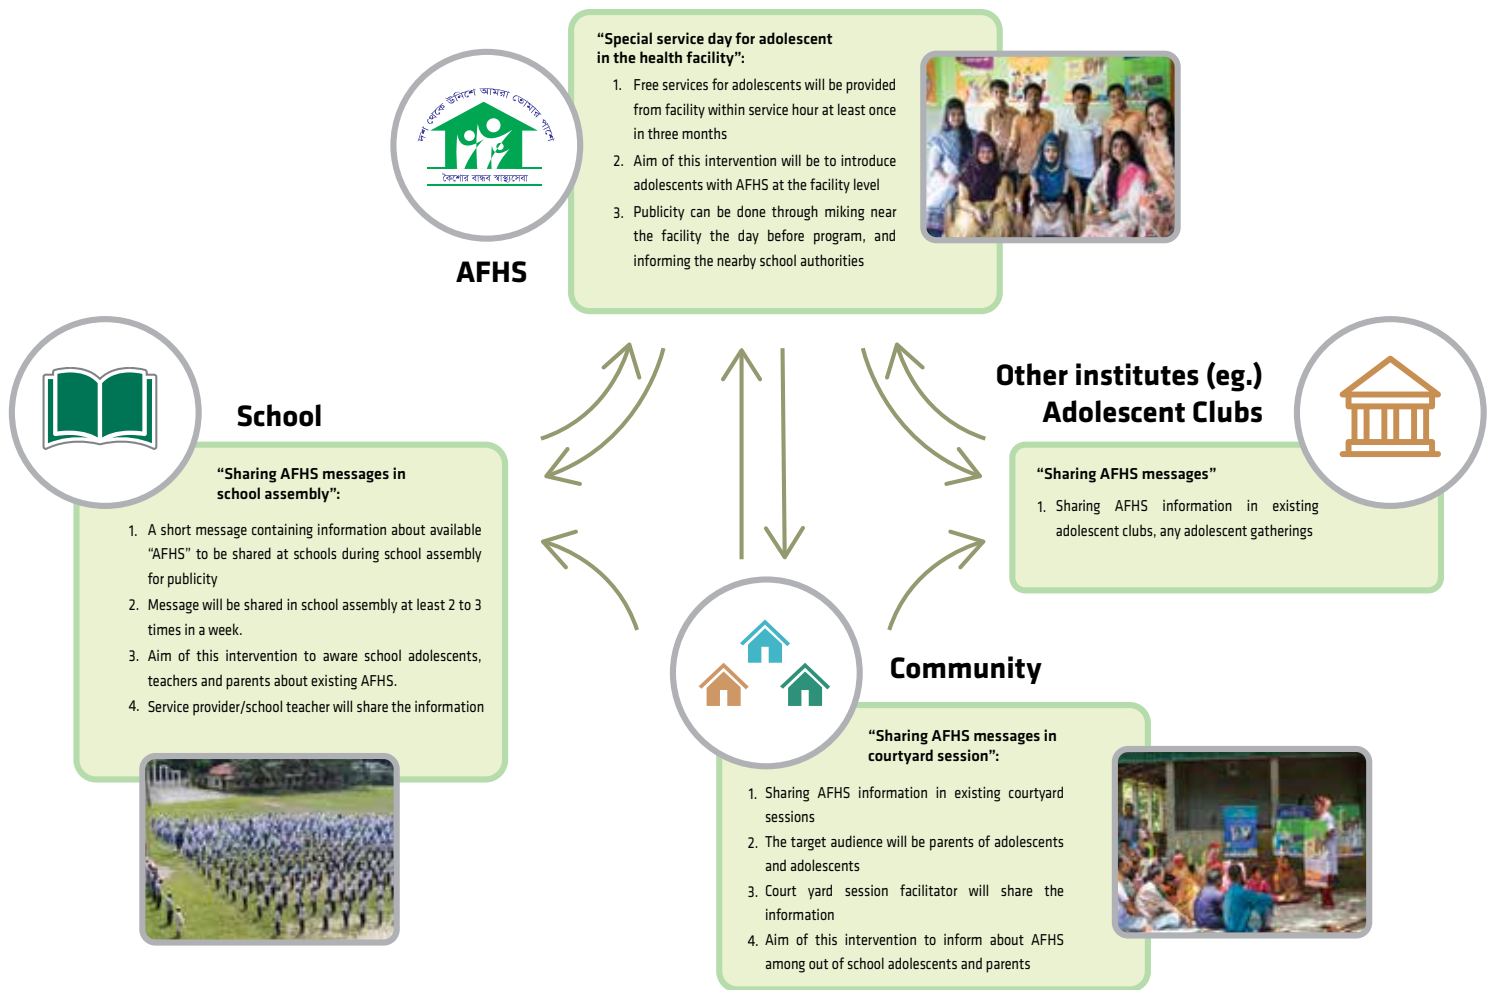 দশ থেকে উনিশে আমরা তোমার পাশে
কৈশোর বান্ধব স্বাস্থ্যসেবা
AFHS
“Special service day for adolescent
in the health facility”:
1. Free services for adolescents will be provided
from facility within service hour at least once
in three months
2. Aim of this intervention will be to introduce
adolescents with AFHS at the facility level
3. Publicity can be done through miking near
the facility the day before program, and
informing the nearby school authorities
School
“Sharing AFHS messages in
school assembly”:
1. A short message containing information about available
“AFHS” to be shared at schools during school assembly
for publicity
2. Message will be shared in school assembly at least 2 to 3
times in a week.
3. Aim of this intervention to aware school adolescents,
teachers and parents about existing AFHS.
4. Service provider/school teacher will share the information
Other institutes (eg.)
Adolescent Clubs
“Sharing AFHS messages”
1. Sharing AFHS information in existing
adolescent clubs, any adolescent gatherings
Community
“Sharing AFHS messages in
courtyard session”:
1. Sharing AFHS information in existing courtyard
sessions
2. The target audience will be parents of adolescents
and adolescents
3. Court yard session facilitator will share the
information
4. Aim of this intervention to inform about AFHS
among out of school adolescents and parents